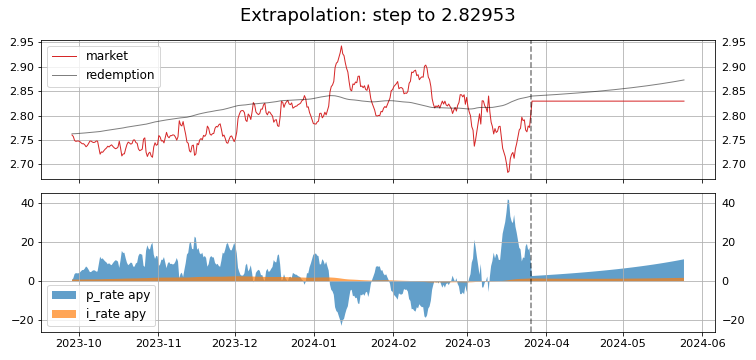 Extrapolation: step to 2.82953
2.95 2.95
market
redemption
2.90 2.90
2.85 2.85
2.80 2.80
2.75 2.75
2.70 2.70
40 40
20 20
0 0
p_rate apy
i_rate apy
−20 −20
2023-10 2023-11 2023-12 2024-01 2024-02 2024-03 2024-04 2024-05 2024-06